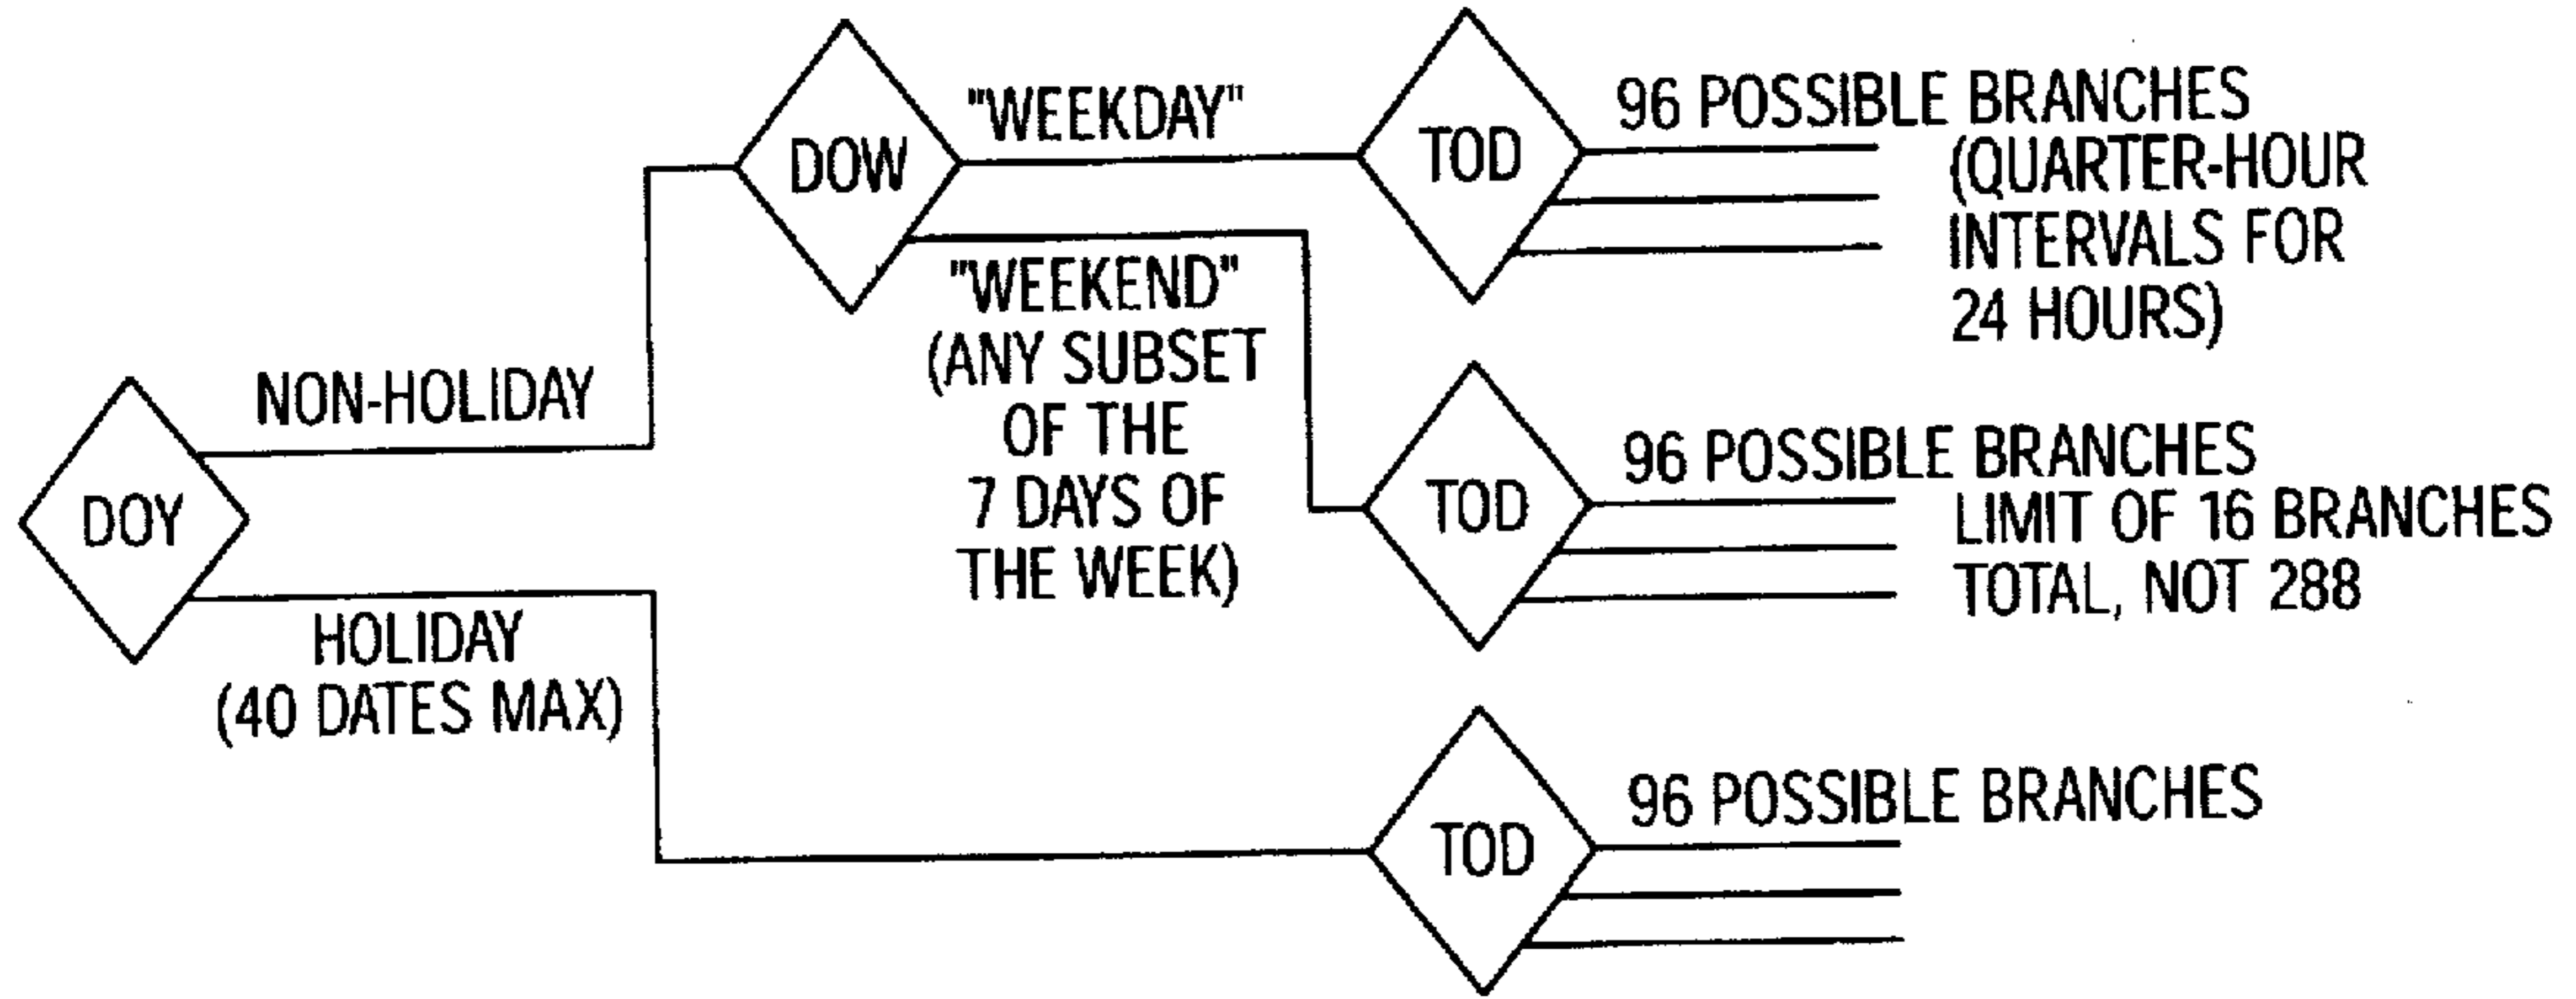 DOY
NON-HOLIDAY
HOLIDAY
(40 DATES MAX)
DOW
"WEEKDAY"
"WEEKEND"
(ANY SUBSET
OF THE
7 DAYS OF
THE WEEK)
TOD
96 POSSIBLE BRANCHES
(QUARTER-HOUR
INTERVALS FOR
24 HOURS)
TOD
96 POSSIBLE BRANCHES
LIMIT OF 16 BRANCHES
TOTAL, NOT 288
TOD
96 POSSIBLE BRANCHES